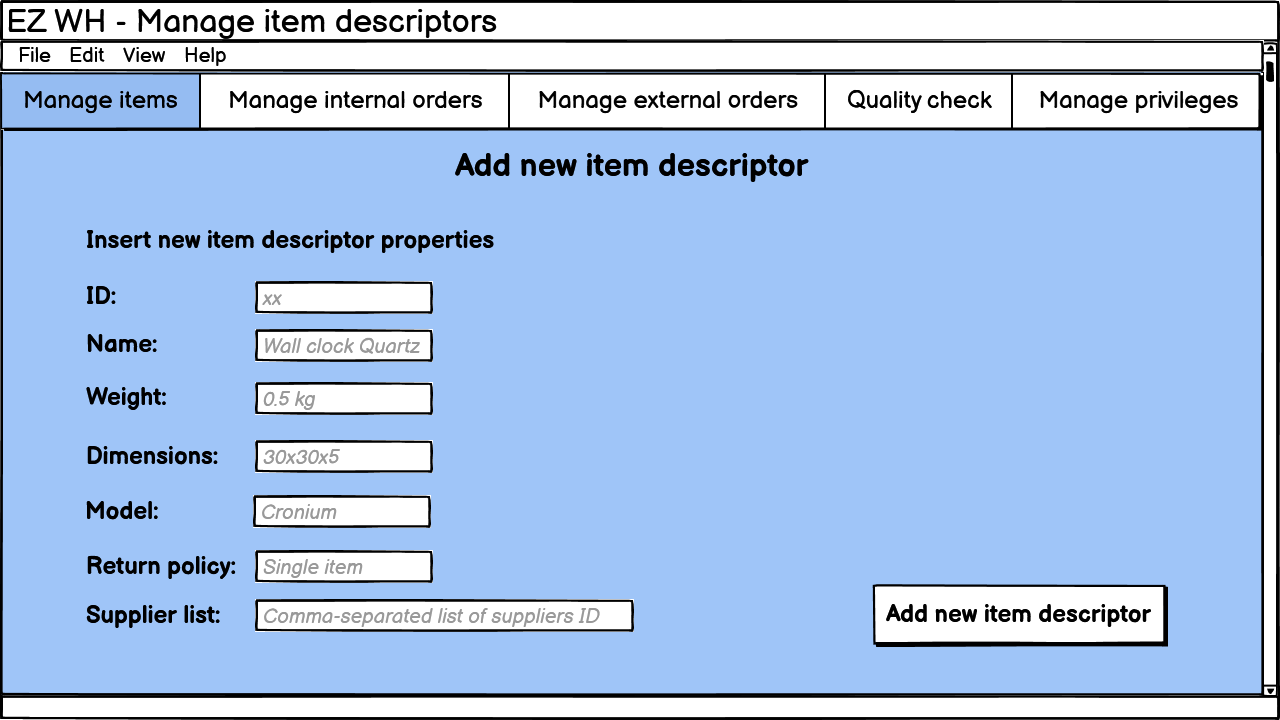 EZ WH - Manage item descriptors
File Edit View Help
Manage items Manage internal orders Manage external orders Quality check Manage privileges
Add new item descriptor
Insert new item descriptor properties
ID: xx
Name: Wall clock Quartz
Weight: 0.5 kg
Dimensions: 30x30x5
Model: Cronium
Return policy: Single item
Supplier list: Comma-separated list of suppliers ID
Add new item descriptor